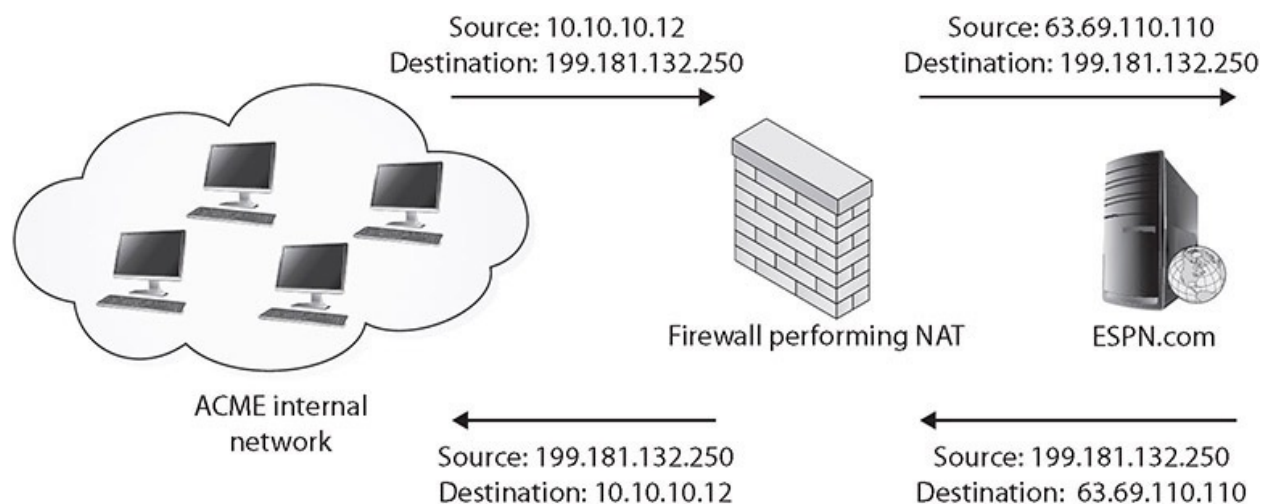 Source: 10.10.10.12
Destination: 199.181.132.250
Source: 63.69.110.110
Destination: 199.181.132.250
Firewall performing NAT
ESPN.com
ACME internal
network
Source: 199.181.132.250
Destination: 10.10.10.12
Source: 199.181.132.250
Destination: 63.69.110.110